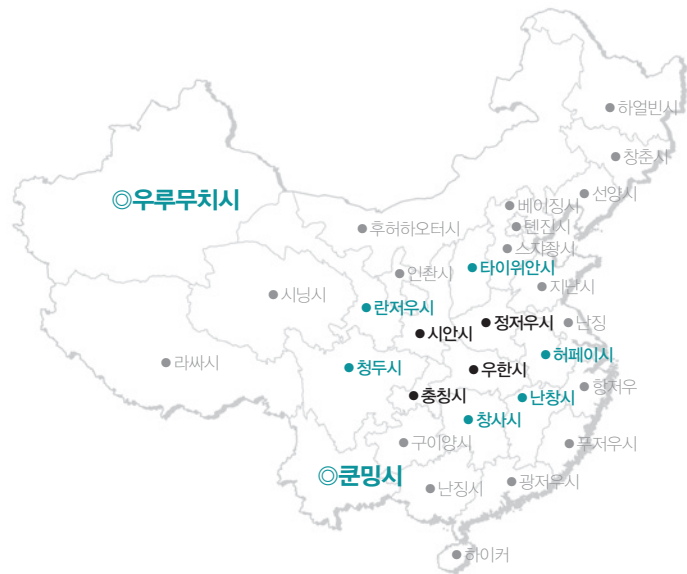 하얼빈시
창춘시
선양시
베이징시
◎우루무치시
톈진시
후허하오터시
스자좡시
타이위안시
인촨시
지난시
시닝시
란저우시
정저우시
난징
시안시
허페이시
라싸시
청두시
우한시
항저우
충칭시
난창시
창사시
구이양시
푸저우시
◎쿤밍시
광저우시
난징시
하이커